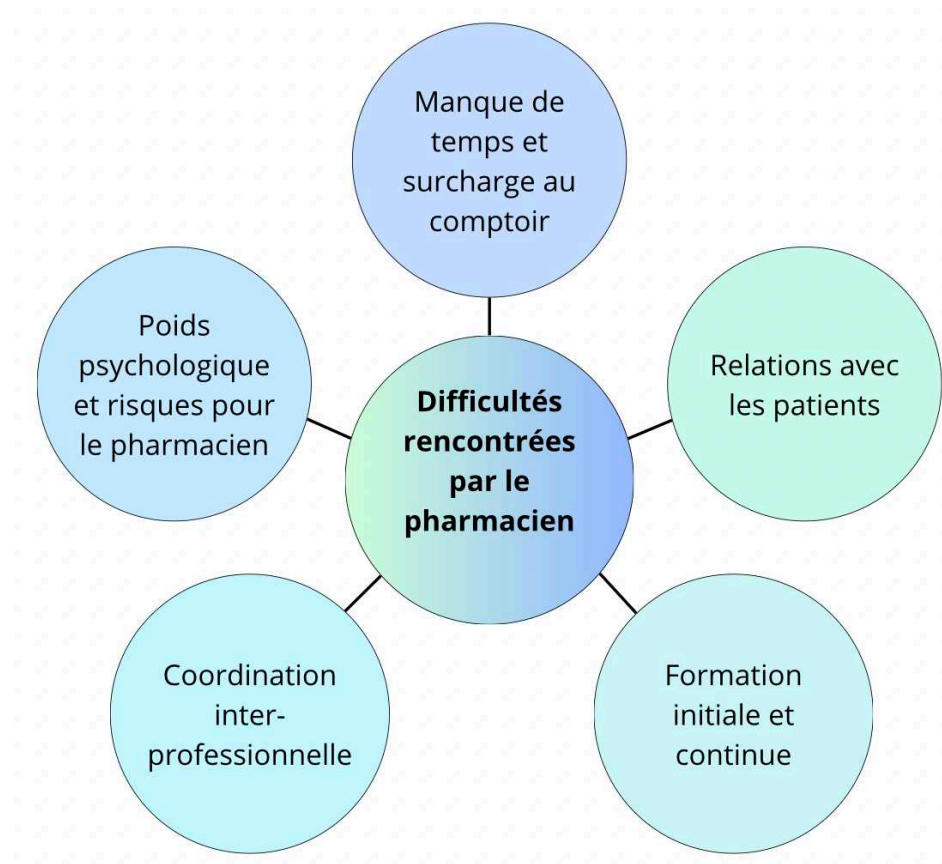 Manque de
temps et
surcharge au
comptoir
Poids
psychologique
et risques pour
le pharmacien
Difficultés
rencontrées
par le
pharmacien
Relations avec
les patients
Coordination
inter-
professionnelle
Formation
initiale et
continue